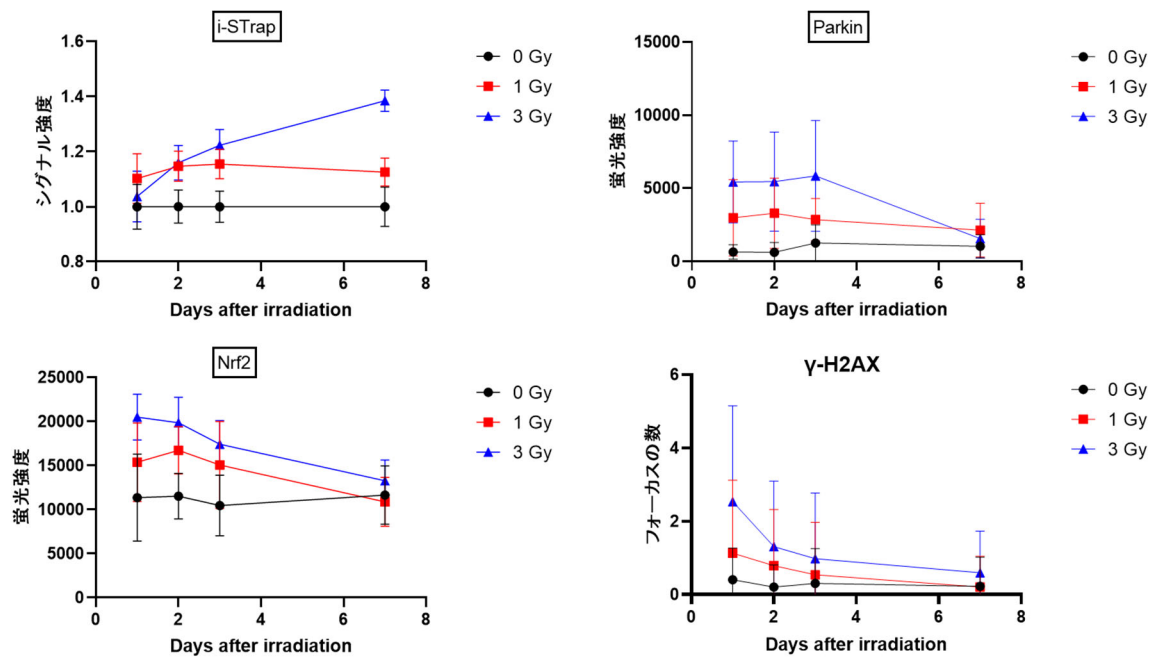 i-STrap
シグナル強度
1.6
1.4
1.2
1.0
0.8
0 2 4 6 8
Days after irradiation
0 Gy
1 Gy
3 Gy
Parkin
蛍光強度
15000
10000
5000
0
0 2 4 6 8
Days after irradiation
0 Gy
1 Gy
3 Gy
Nrf2
蛍光強度
25000
20000
15000
10000
5000
0
0 2 4 6 8
Days after irradiation
0 Gy
1 Gy
3 Gy
γ-H2AX
フォーカスの数
6
4
2
0
0 2 4 6 8
Days after irradiation
0 Gy
1 Gy
3 Gy